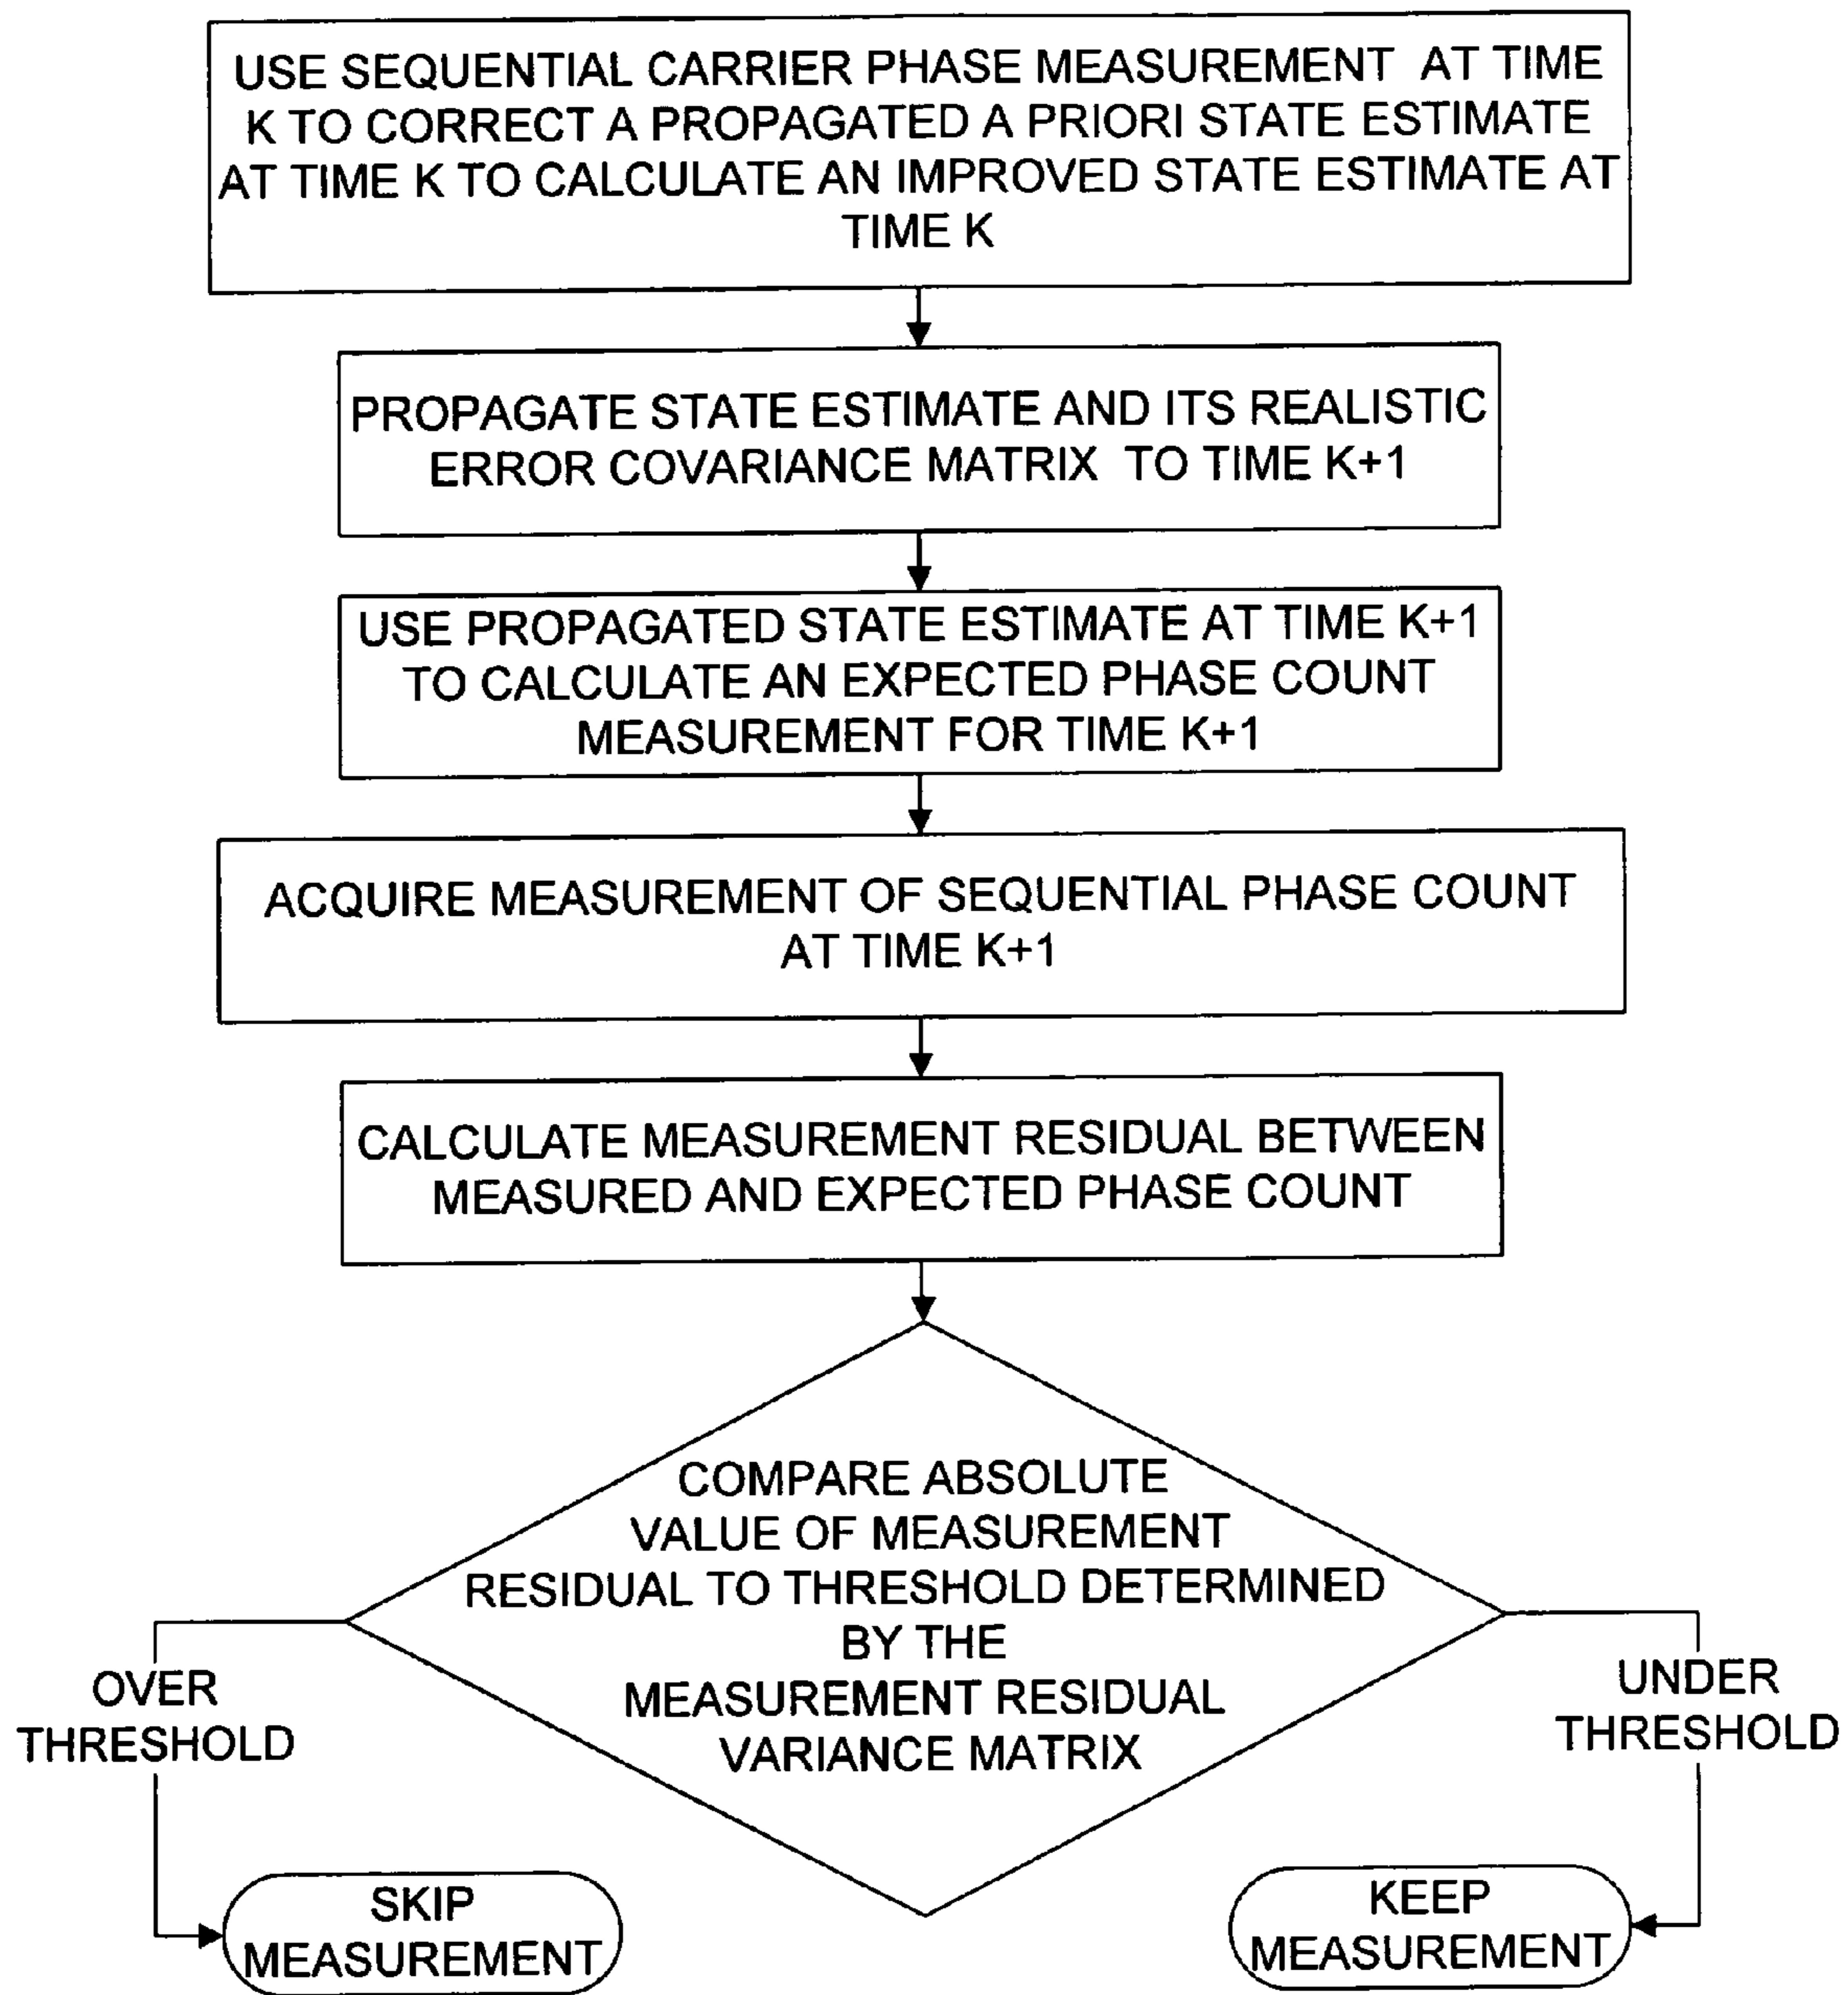 USE SEQUENTIAL CARRIER PHASE MEASUREMENT AT TIME
K TO CORRECT A PROPAGATED A PRIORI STATE ESTIMATE
AT TIME K TO CALCULATE AN IMPROVED STATE ESTIMATE AT
TIME K
PROPAGATE STATE ESTIMATE AND ITS REALISTIC
ERROR COVARIANCE MATRIX TO TIME K+1
USE PROPAGATED STATE ESTIMATE AT TIME K+1
TO CALCULATE AN EXPECTED PHASE COUNT
MEASUREMENT FOR TIME K+1
ACQUIRE MEASUREMENT OF SEQUENTIAL PHASE COUNT
AT TIME K+1
CALCULATE MEASUREMENT RESIDUAL BETWEEN
MEASURED AND EXPECTED PHASE COUNT
COMPARE ABSOLUTE
VALUE OF MEASUREMENT
RESIDUAL TO THRESHOLD DETERMINED
BY THE
MEASUREMENT RESIDUAL
VARIANCE MATRIX
OVER
THRESHOLD
UNDER
THRESHOLD
SKIP
MEASUREMENT
KEEP
MEASUREMENT